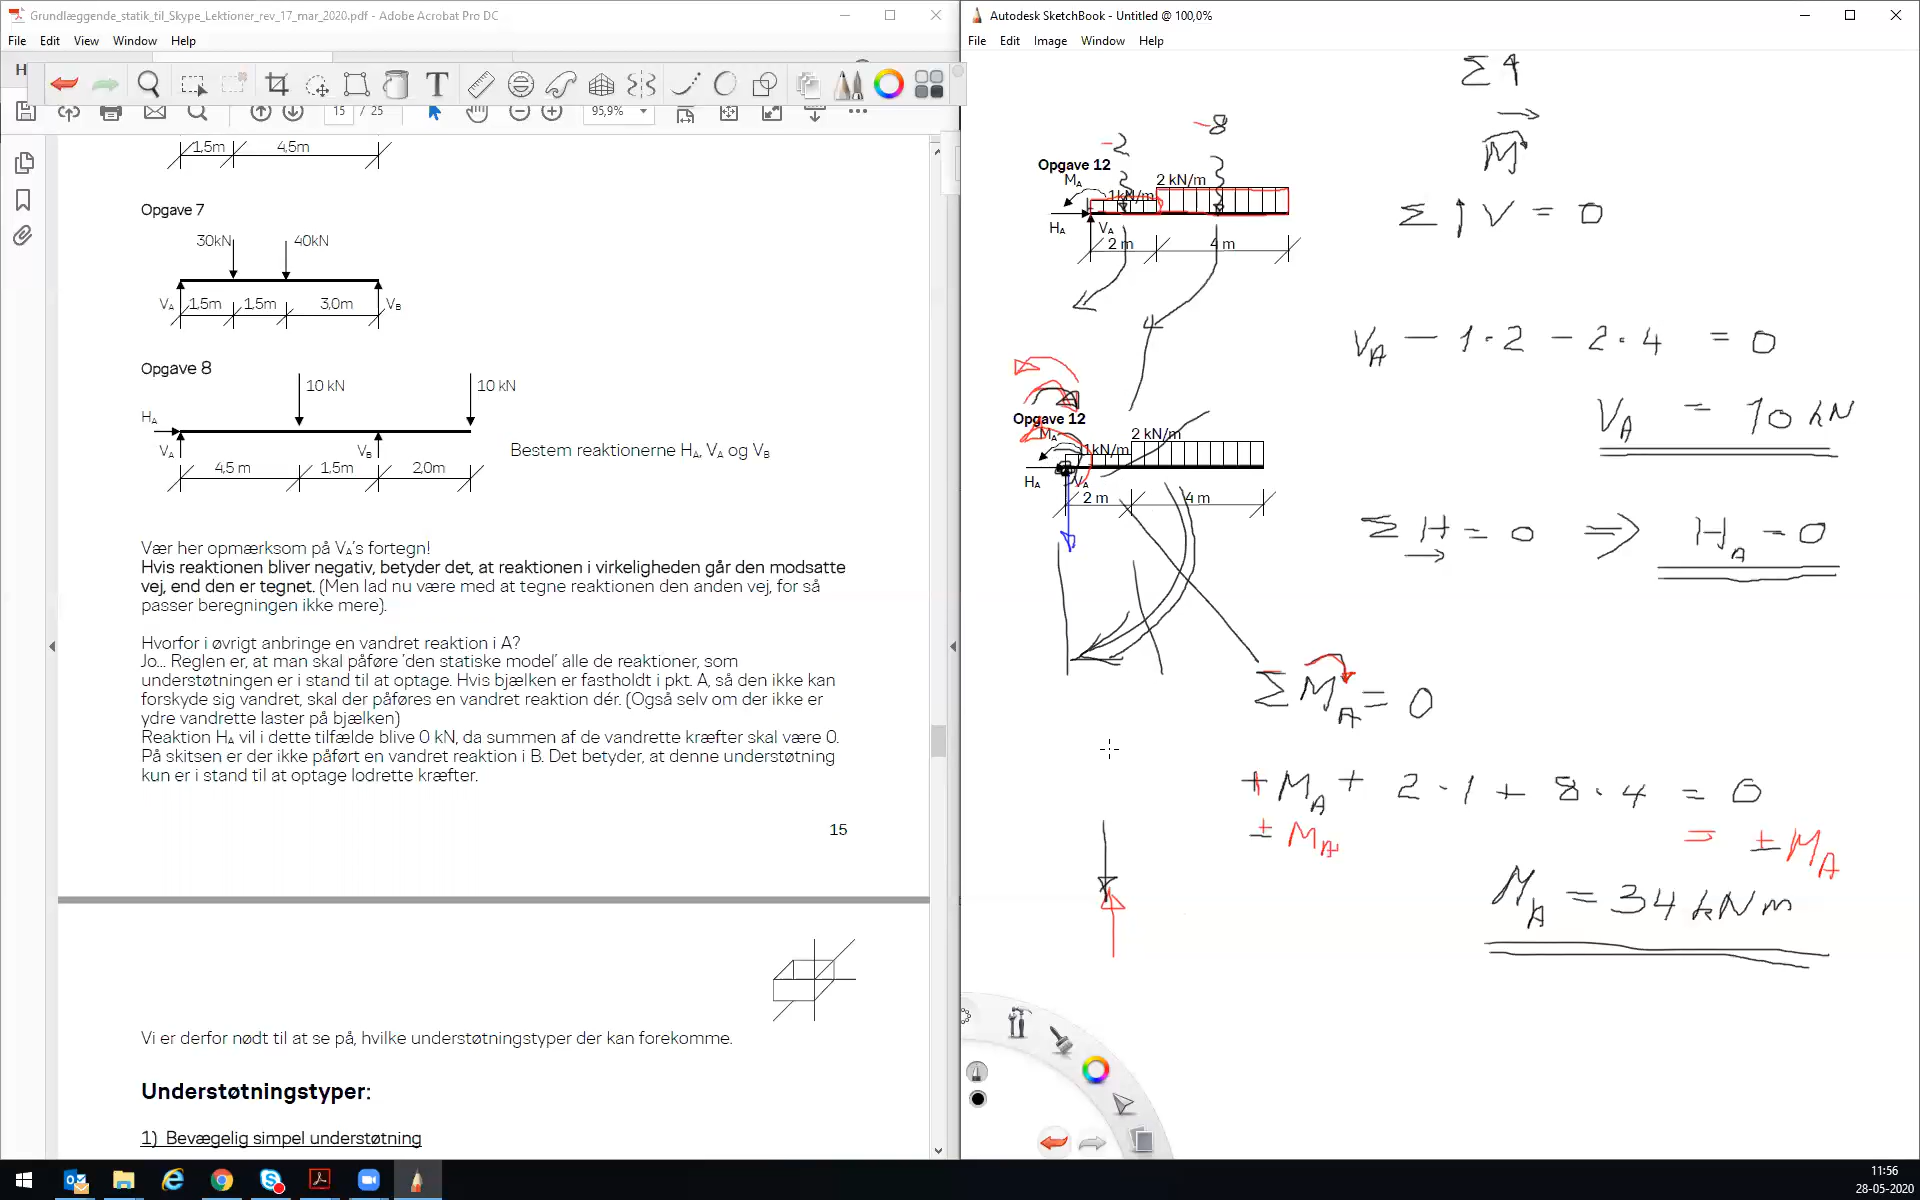 Grundlæggende_statik_til_Skype_Lektioner_rev_17_mar_2020.pdf - Adobe Acrobat Pro DC
File Edit View Window Help
H
15 / 25
95,9%
1,5m 4,5m
Opgave 7
30kN 40kN
VA 1,5m 1,5m 3,0m VB
Opgave 8
10 kN 10 kN
HA
VA VB
4,5 m 1,5m 2,0m
Bestem reaktionerne HA, VA og VB
Vær her opmærksom på VA's fortegn!
Hvis reaktionen bliver negativ, betyder det, at reaktionen i virkeligheden går den modsatte
vej, end den er tegnet. (Men lad nu være med at tegne reaktionen den anden vej, for så
passer beregningen ikke mere).
Hvorfor i øvrigt anbringe en vandret reaktion i A?
Jo... Reglen er, at man skal påføre 'den statiske model' alle de reaktioner, som
understøtningen er i stand til at optage. Hvis bjælken er fastholdt i pkt. A, så den ikke kan
forskyde sig vandret, skal der påføres en vandret reaktion dér. (Også selv om der ikke er
ydre vandrette laster på bjælken)
Reaktion HA vil i dette tilfælde blive 0 kN, da summen af de vandrette kræfter skal være 0.
På skitsen er der ikke påført en vandret reaktion i B. Det betyder, at denne understøtning
kun er i stand til at optage lodrette kræfter.
15
Vi er derfor nødt til at se på, hvilke understøtningstyper der kan forekomme.
Understøtningstyper:
1) Bevægelig simpel understøtning
Autodesk SketchBook - Untitled @ 100,0%
File Edit Image Window Help
Σ
→
M
-2 -8
Opgave 12
MA 1kN/m 2 kN/m
HA VA
2 m 4 m
Σ ↑ V = 0
4
VA - 1·2 - 2·4 = 0
VA = 10 kN
Opgave 12
MA 1kN/m 2 kN/m
HA VA
2 m 4 m
Σ H = 0 ⇒ HA = 0
Σ MA = 0
+ MA + 2·1 + 8·4 = 0
± MA = ± MA
MA = 34 kNm
11:56
28-05-2020